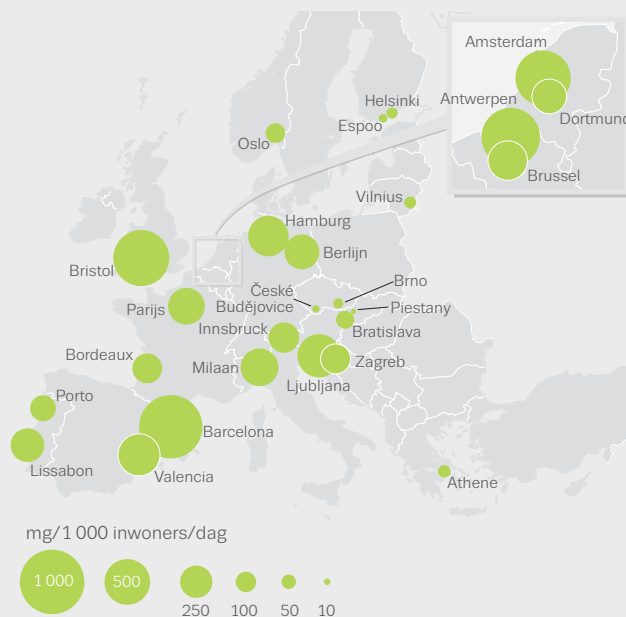 Amsterdam
Antwerpen
Dortmund
Brussel
Helsinki
Espoo
Oslo
Vilnius
Hamburg
Berlijn
Bristol
Brno
České
Budějovice
Piestany
Parijs
Innsbruck
Bratislava
Bordeaux
Milaan
Zagreb
Ljubljana
Porto
Barcelona
Lissabon
Valencia
Athene
mg/1 000 inwoners/dag
1 000
500
250
100
50
10